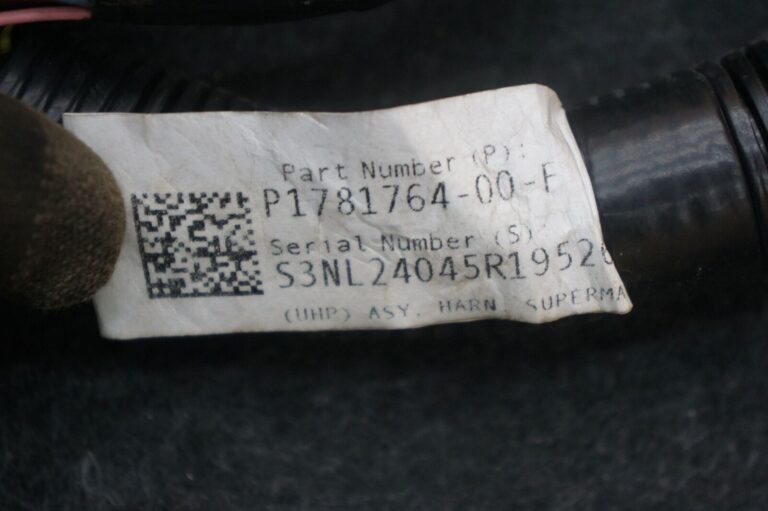 Part Number (P):
P1781764-00-F
Serial Number (S):
S3NL24045R1952
(UHP) ASY, HARN, SUPERMA